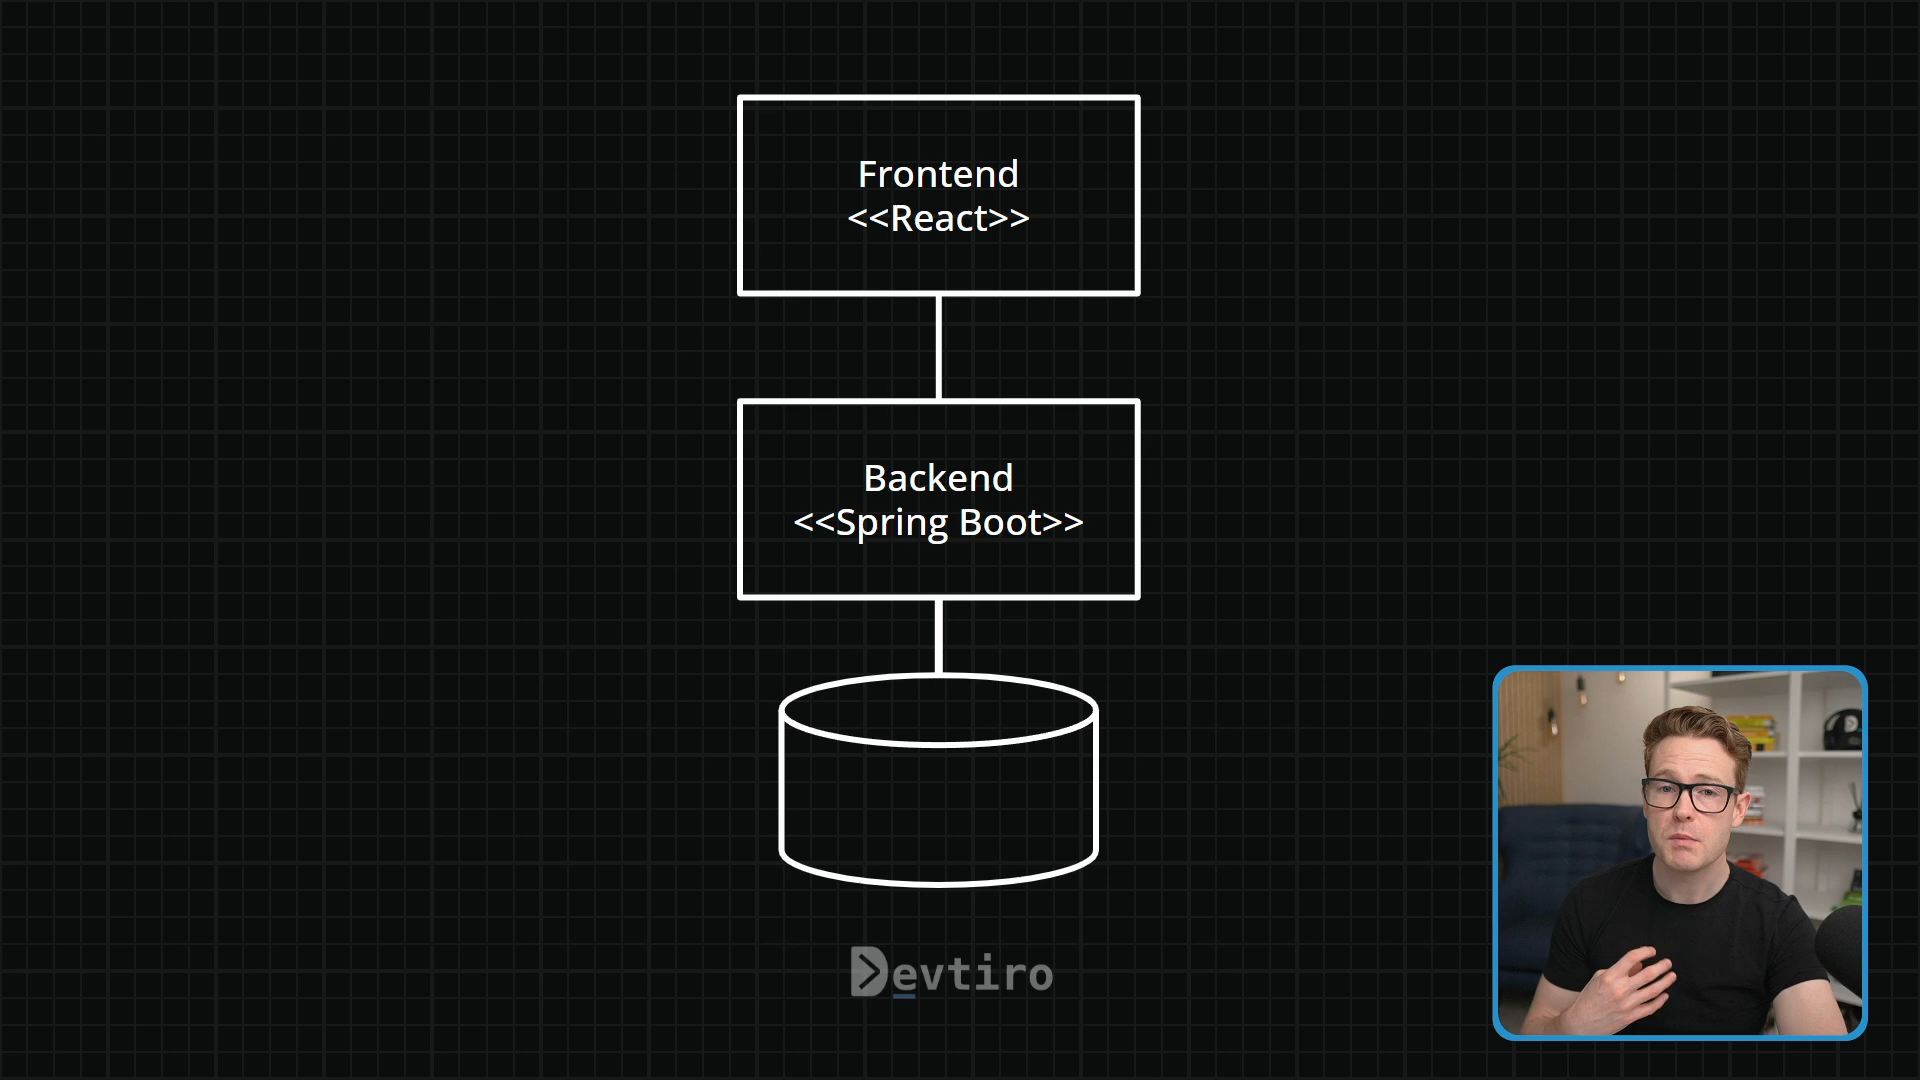 Frontend
<<React>>
Backend
<<Spring Boot>>
Devtiro